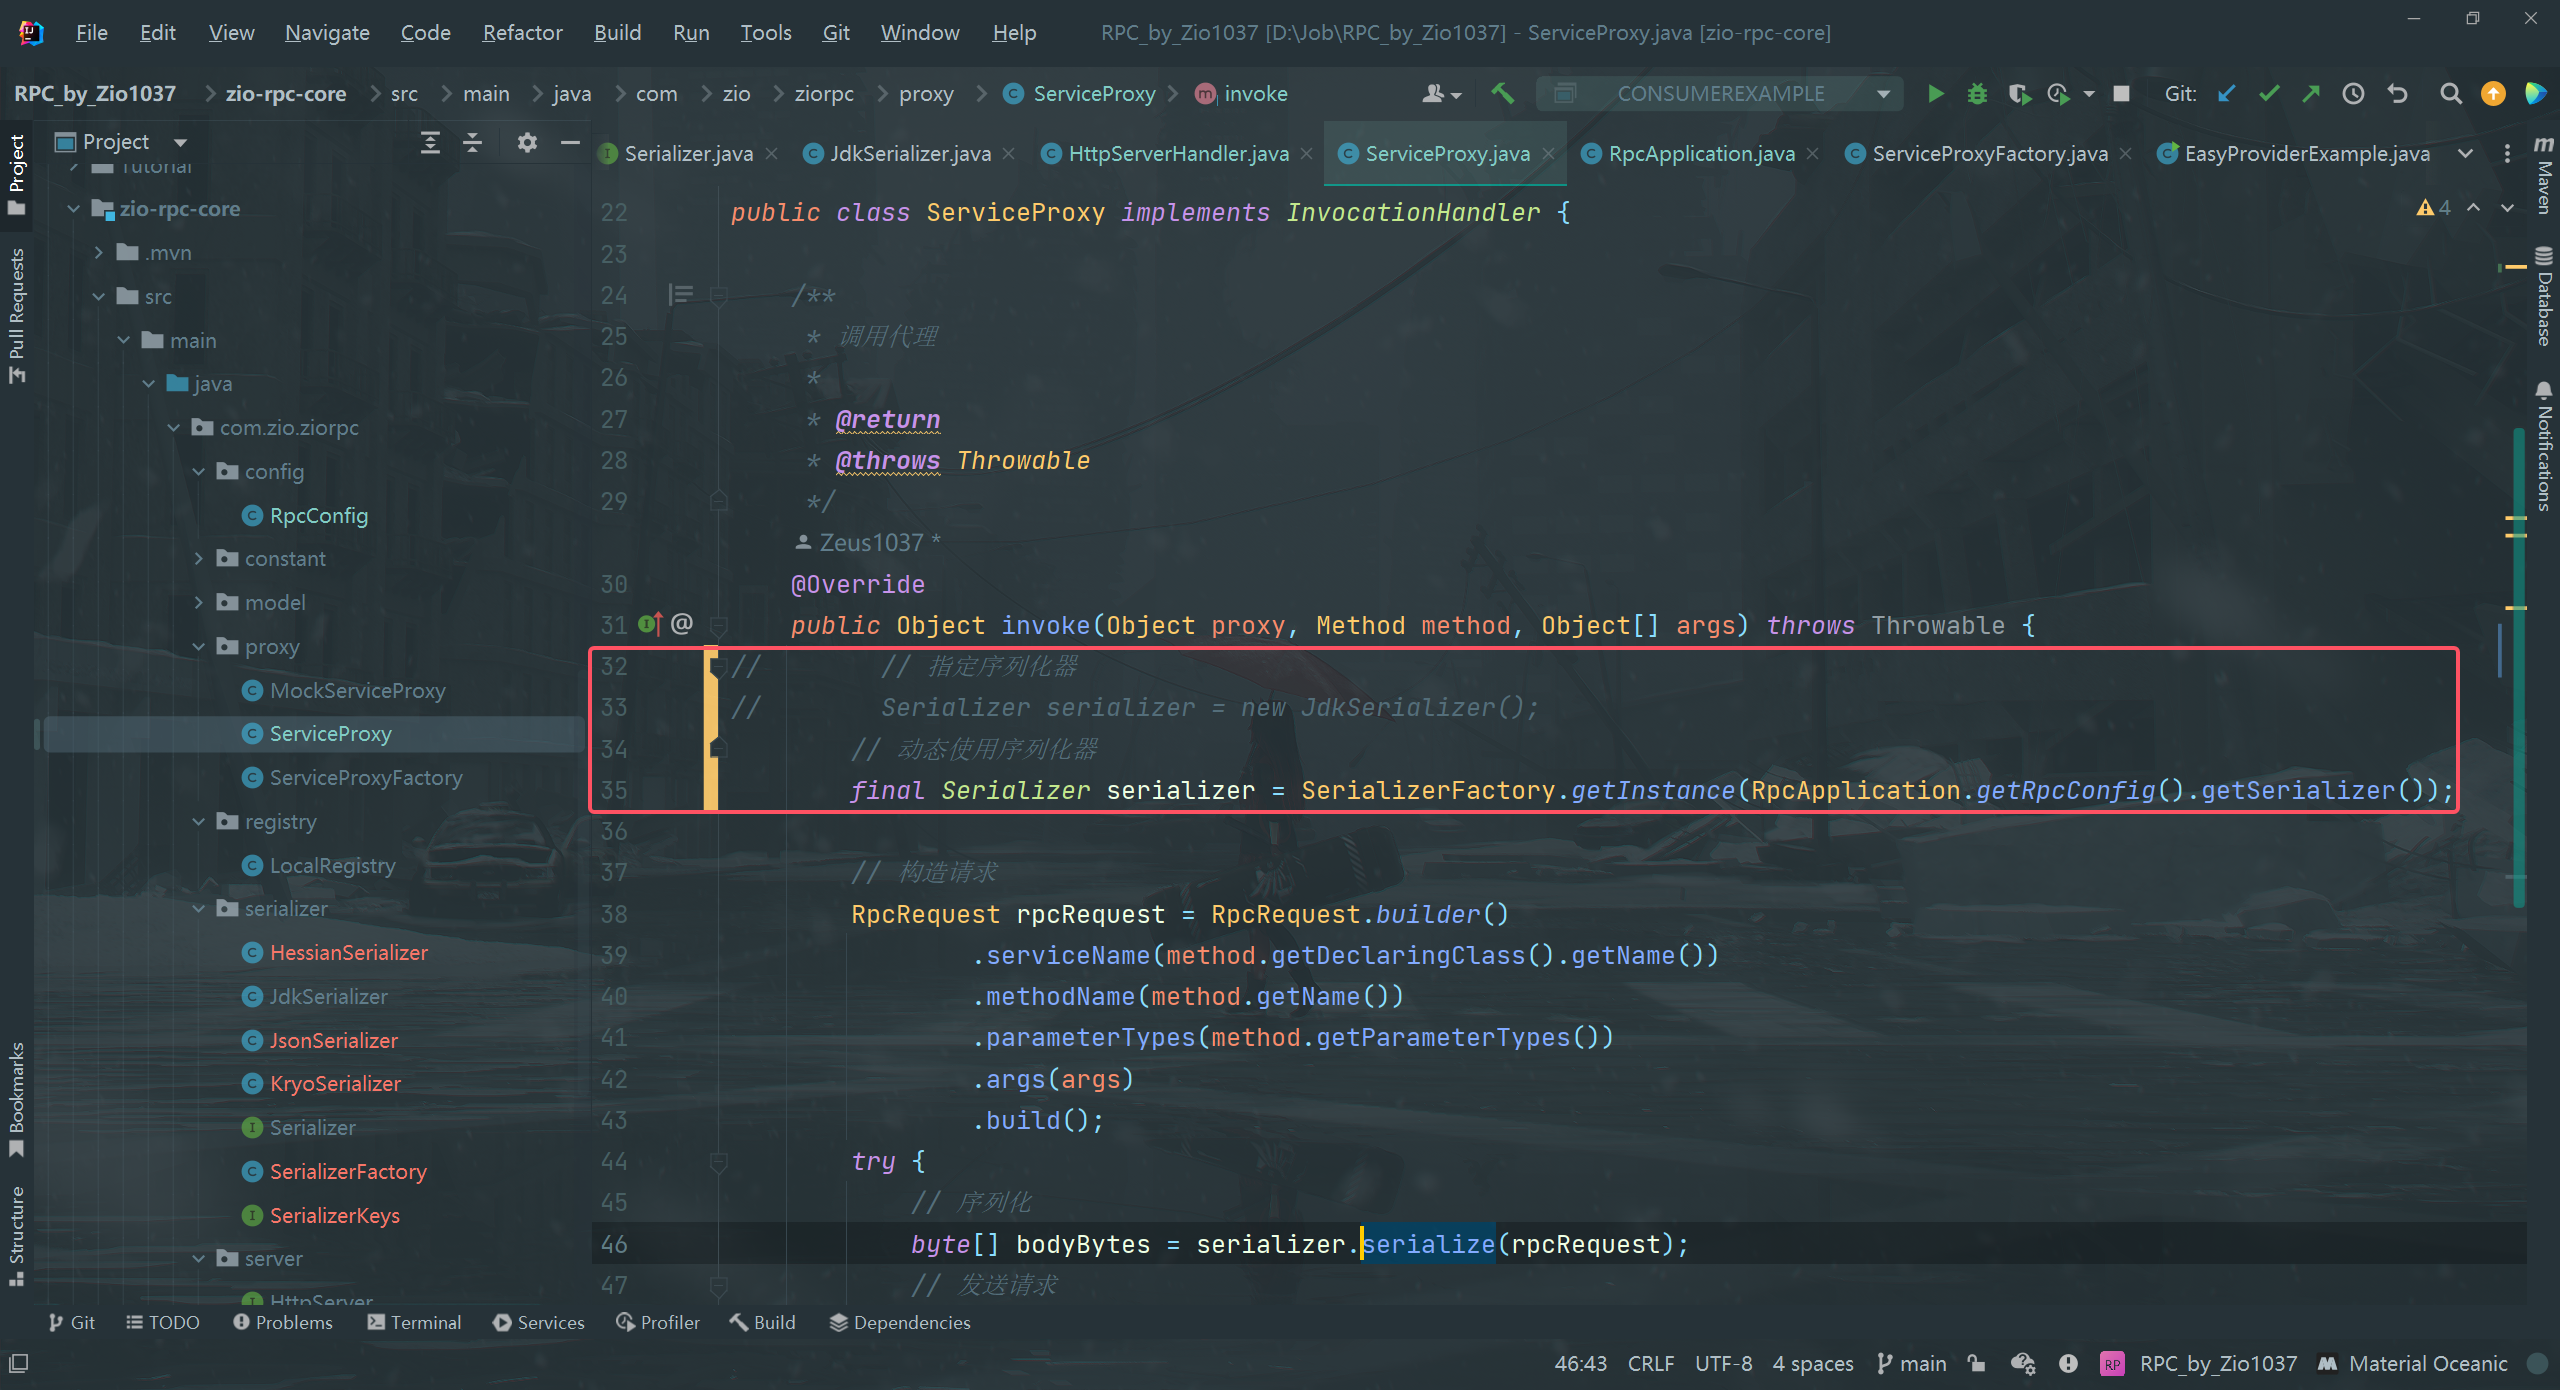 File Edit View Navigate Code Refactor Build Run Tools Git Window Help RPC_by_Zio1037 [D:\Job\RPC_by_Zio1037] - ServiceProxy.java [zio-rpc-core]
RPC_by_Zio1037 zio-rpc-core src main java com zio ziorpc proxy ServiceProxy invoke CONSUMEREXAMPLE Git:
Project
Serializer.java JdkSerializer.java HttpServerHandler.java ServiceProxy.java RpcApplication.java ServiceProxyFactory.java EasyProviderExample.java
Project
Pull Requests
Bookmarks
Structure
Tutorial
zio-rpc-core
.mvn
src
main
java
com.zio.ziorpc
config
RpcConfig
constant
model
proxy
MockServiceProxy
ServiceProxy
ServiceProxyFactory
registry
LocalRegistry
serializer
HessianSerializer
JdkSerializer
JsonSerializer
KryoSerializer
Serializer
SerializerFactory
SerializerKeys
server
HttpServer
4
22 public class ServiceProxy implements InvocationHandler {
23
24 /**
25 * 调用代理
26 *
27 * @return
28 * @throws Throwable
29 */
Zeus1037 *
30 @Override
31 @ public Object invoke(Object proxy, Method method, Object[] args) throws Throwable {
32 // // 指定序列化器
33 // Serializer serializer = new JdkSerializer();
34 // 动态使用序列化器
35 final Serializer serializer = SerializerFactory.getInstance(RpcApplication.getRpcConfig().getSerializer());
36
37 // 构造请求
38 RpcRequest rpcRequest = RpcRequest.builder()
39 .serviceName(method.getDeclaringClass().getName())
40 .methodName(method.getName())
41 .parameterTypes(method.getParameterTypes())
42 .args(args)
43 .build();
44 try {
45 // 序列化
46 byte[] bodyBytes = serializer.serialize(rpcRequest);
47 // 发送请求
Maven
Database
Notifications
Git TODO Problems Terminal Services Profiler Build Dependencies
46:43 CRLF UTF-8 4 spaces main RP RPC_by_Zio1037 Material Oceanic